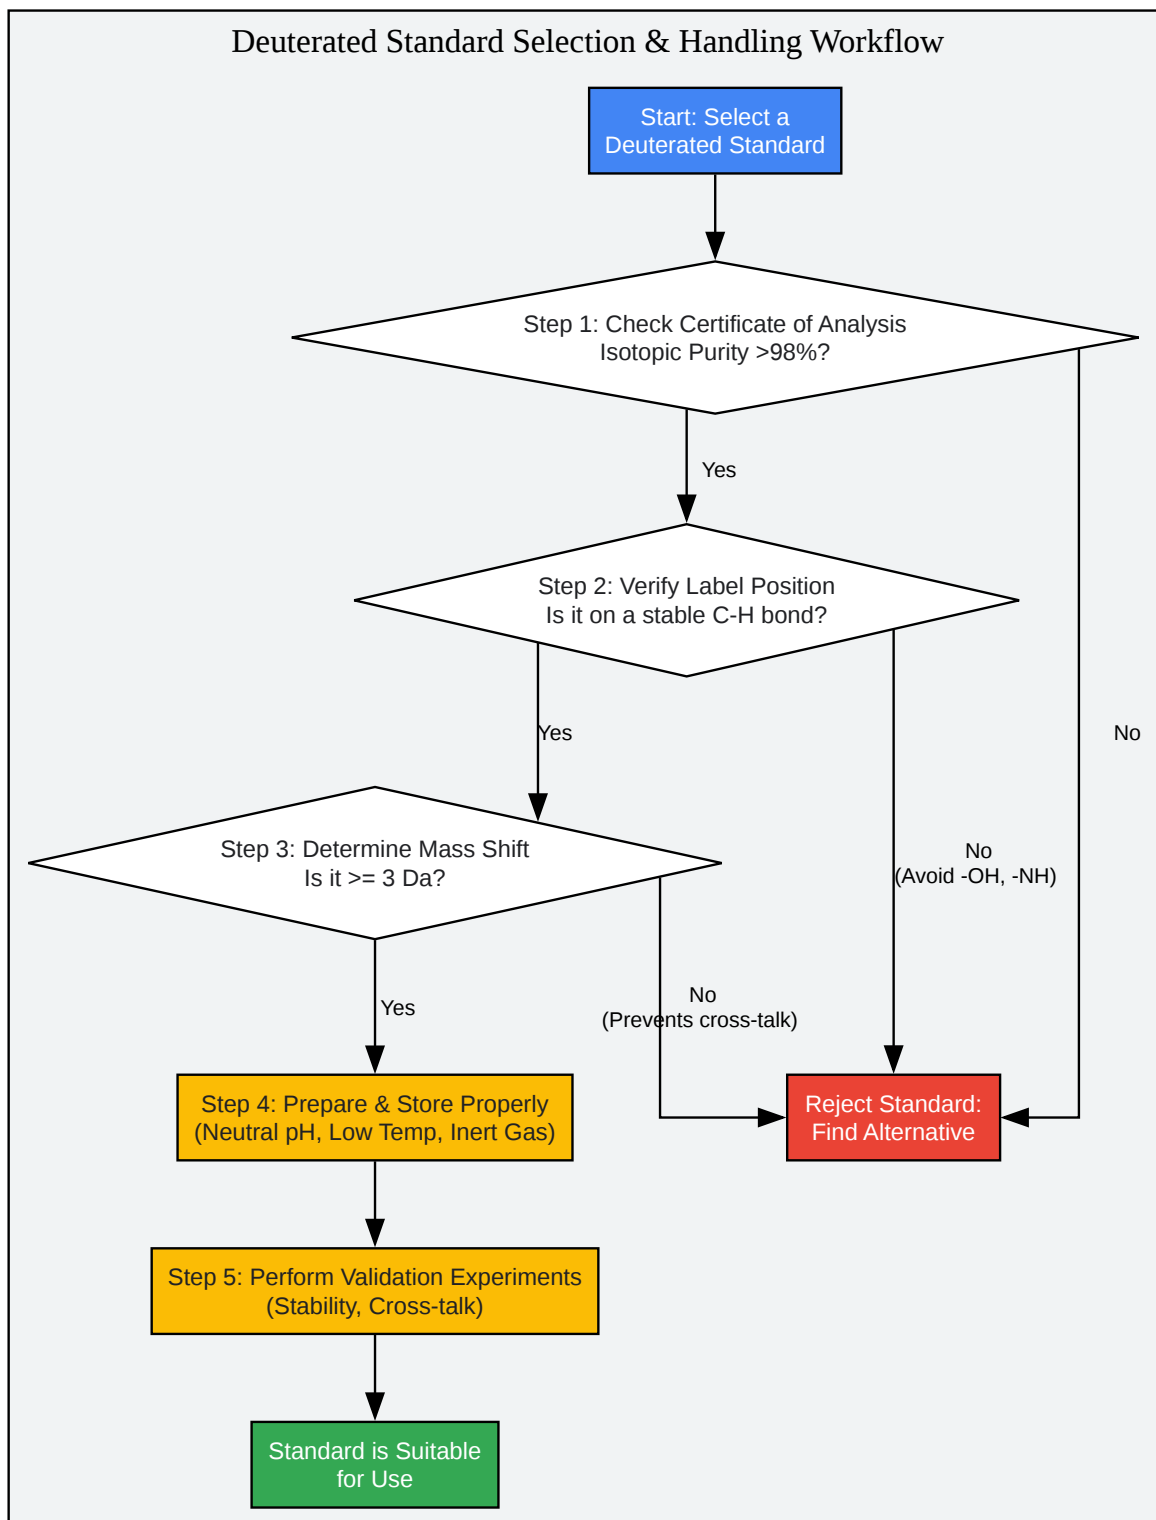 Deuterated Standard Selection & Handling Workflow
Start: Select a
Deuterated Standard
Step 1: Check Certificate of Analysis
Isotopic Purity >98%?
Yes
Step 2: Verify Label Position
Is it on a stable C-H bond?
Yes
No
Step 3: Determine Mass Shift
Is it >= 3 Da?
No
(Avoid -OH, -NH)
Yes
No
(Prevents cross-talk)
Step 4: Prepare & Store Properly
(Neutral pH, Low Temp, Inert Gas)
Reject Standard:
Find Alternative
Step 5: Perform Validation Experiments
(Stability, Cross-talk)
Standard is Suitable
for Use